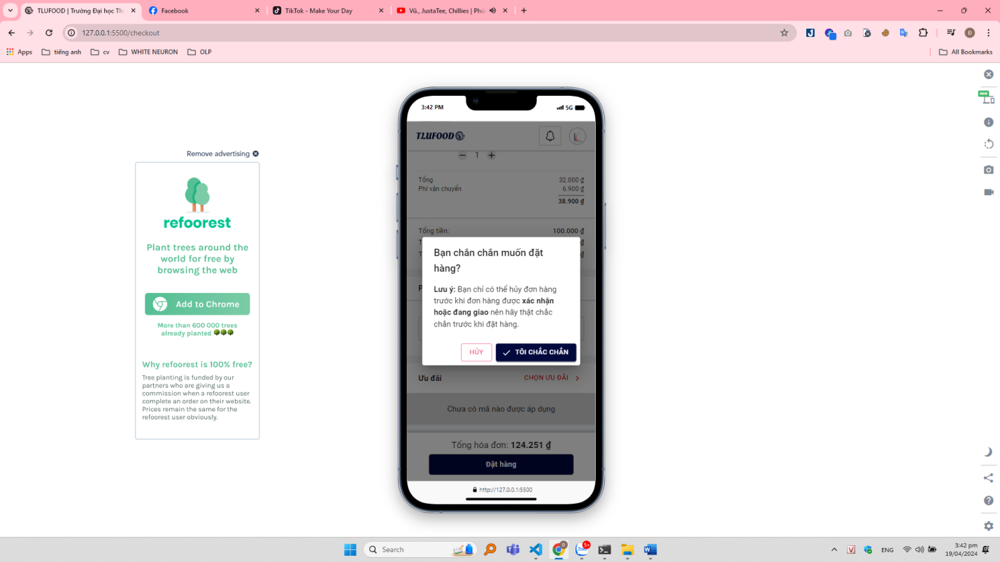 TLUFOOD | Trường Đại học Th
Facebook
TikTok - Make Your Day
Vũ., JustaTee, Chillies | Phú
127.0.0.1:5500/checkout
Apps
tiếng anh
cv
WHITE NEURON
OLP
All Bookmarks
NEW
Remove advertising
refoorest
Plant trees around the
world for free by
browsing the web
Add to Chrome
More than 600 000 trees
already planted
Why refoorest is 100% free?
Tree planting is funded by our
partners who are giving us a
commission when a refoorest user
complete an order on their website.
Prices remain the same for the
refoorest user obviously.
3:42 PM
5G
TLUFOOD
1
Tổng 32.000 ₫
Phí vận chuyển 6.900 ₫
38.900 ₫
Tổng tiền: 100.000 ₫
T ₫
T ₫
P
Bạn chắn chắn muốn đặt
hàng?
Lưu ý: Bạn chỉ có thể hủy đơn hàng
trước khi đơn hàng được xác nhận
hoặc đang giao nên hãy thật chắc
chắn trước khi đặt hàng.
HỦY
TÔI CHẮC CHẮN
Ưu đãi
CHỌN ƯU ĐÃI
Chưa có mã nào được áp dụng
Tổng hóa đơn: 124.251 ₫
Đặt hàng
http://127.0.0.1:5500
Search
5+
ENG
3:42 pm
19/04/2024